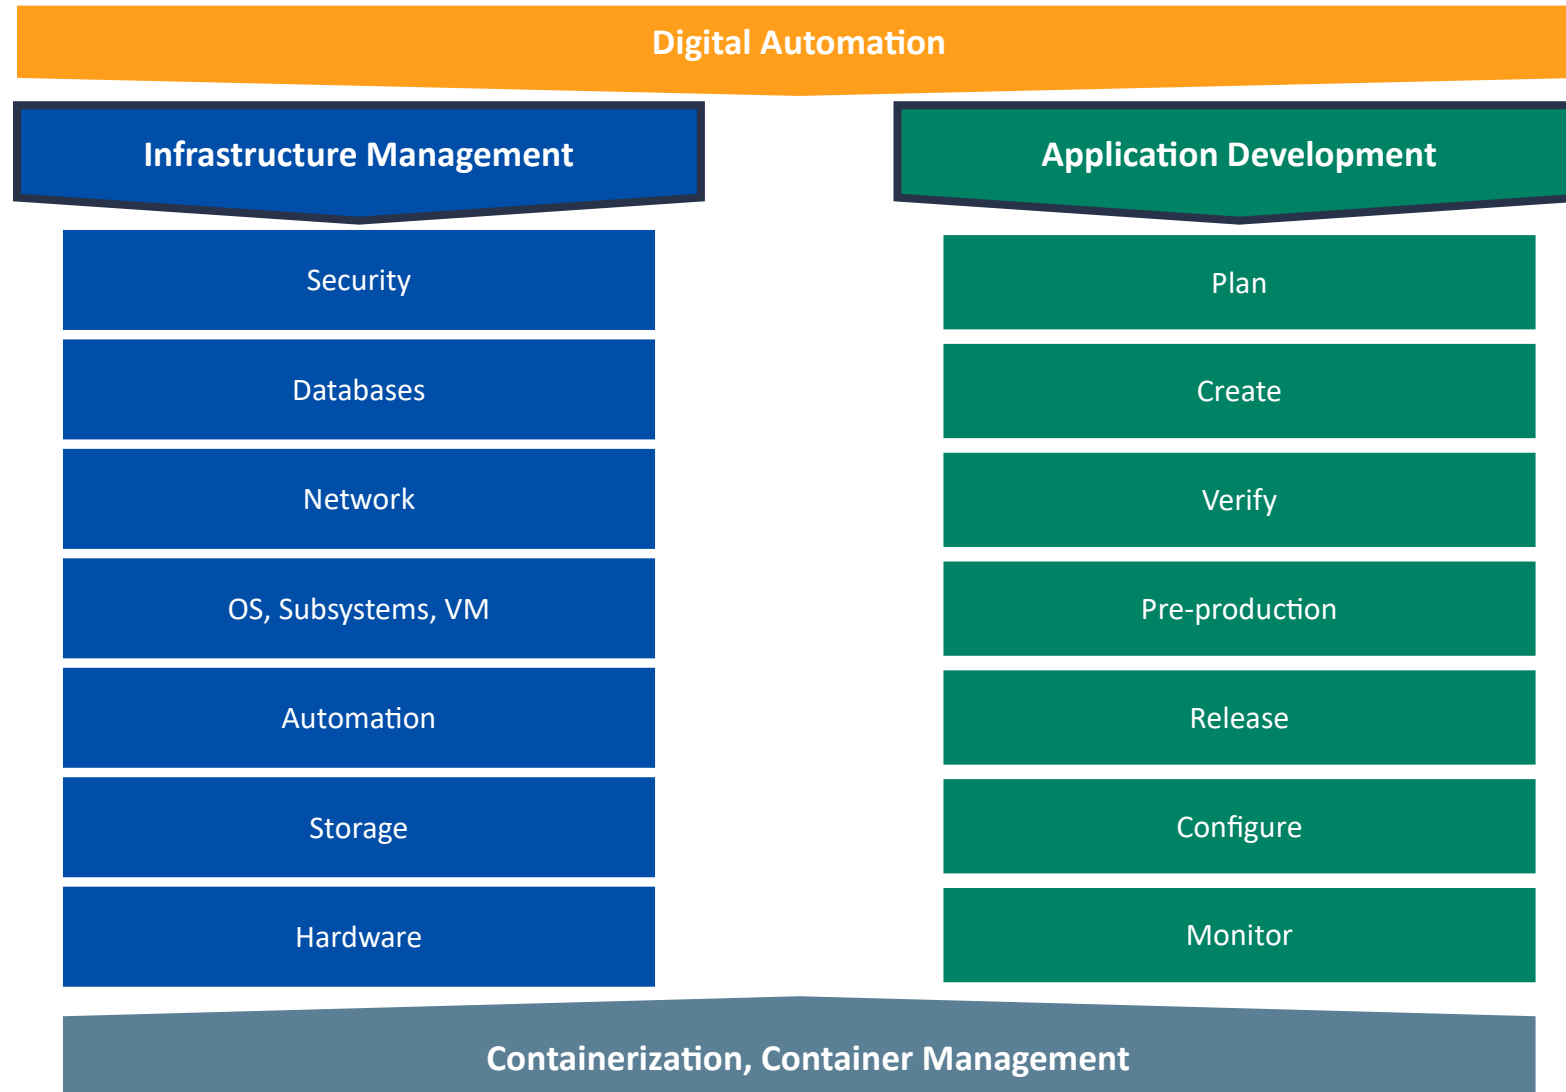 Digital Automation
Infrastructure Management
Security
Databases
Network
OS, Subsystems, VM
Automation
Storage
Hardware
Application Development
Plan
Create
Verify
Pre-production
Release
Configure
Monitor
Containerization, Container Management